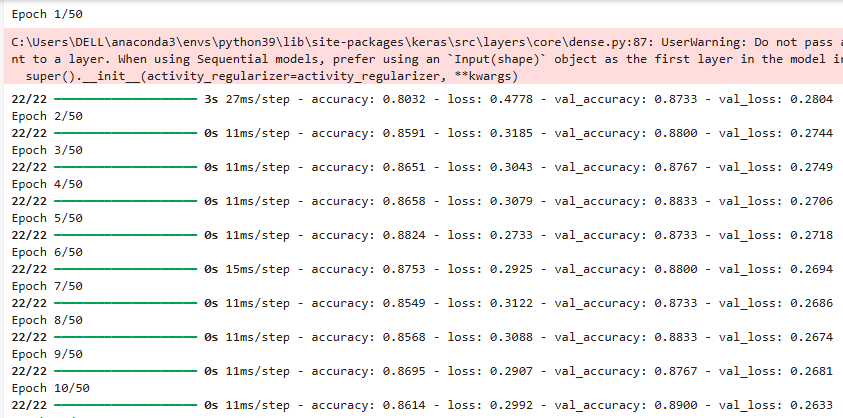 Epoch 1/50
C:\Users\DELL\anaconda3\envs\python39\lib\site-packages\keras\src\layers\core\dense.py:87: UserWarning: Do not pass a
nt to a layer. When using Sequential models, prefer using an `Input(shape)` object as the first layer in the model in
super().__init__(activity_regularizer=activity_regularizer, **kwargs)
22/22 3s 27ms/step - accuracy: 0.8032 - loss: 0.4778 - val_accuracy: 0.8733 - val_loss: 0.2804
Epoch 2/50
22/22 0s 11ms/step - accuracy: 0.8591 - loss: 0.3185 - val_accuracy: 0.8800 - val_loss: 0.2744
Epoch 3/50
22/22 0s 11ms/step - accuracy: 0.8651 - loss: 0.3043 - val_accuracy: 0.8767 - val_loss: 0.2749
Epoch 4/50
22/22 0s 11ms/step - accuracy: 0.8658 - loss: 0.3079 - val_accuracy: 0.8833 - val_loss: 0.2706
Epoch 5/50
22/22 0s 11ms/step - accuracy: 0.8824 - loss: 0.2733 - val_accuracy: 0.8733 - val_loss: 0.2718
Epoch 6/50
22/22 0s 15ms/step - accuracy: 0.8753 - loss: 0.2925 - val_accuracy: 0.8800 - val_loss: 0.2694
Epoch 7/50
22/22 0s 11ms/step - accuracy: 0.8549 - loss: 0.3122 - val_accuracy: 0.8733 - val_loss: 0.2686
Epoch 8/50
22/22 0s 11ms/step - accuracy: 0.8568 - loss: 0.3088 - val_accuracy: 0.8833 - val_loss: 0.2674
Epoch 9/50
22/22 0s 11ms/step - accuracy: 0.8695 - loss: 0.2907 - val_accuracy: 0.8767 - val_loss: 0.2681
Epoch 10/50
22/22 0s 11ms/step - accuracy: 0.8614 - loss: 0.2992 - val_accuracy: 0.8900 - val_loss: 0.2633